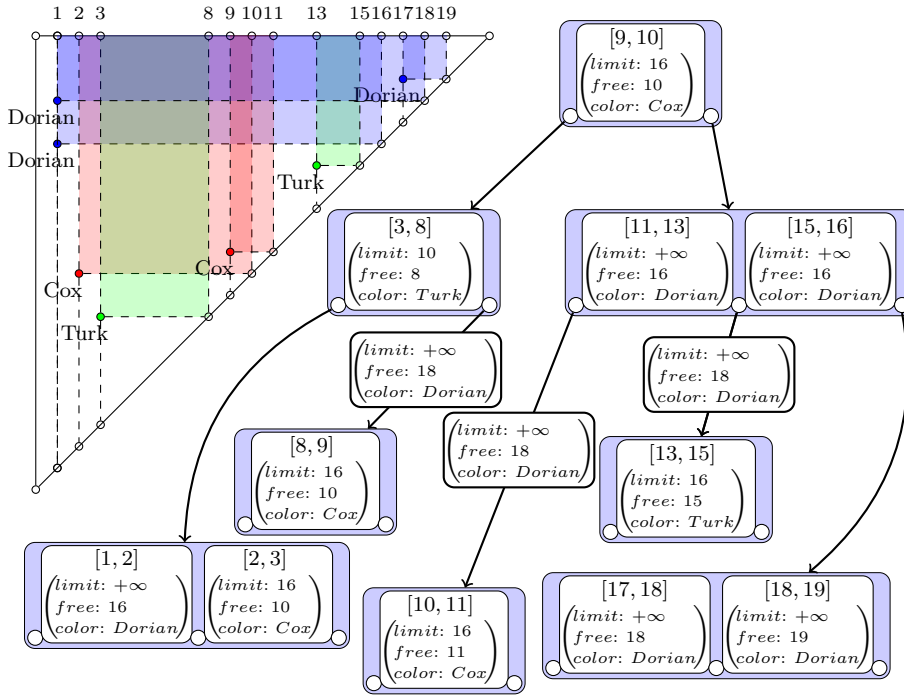 1 2 3 8 9 10 11 13 15 16 17 18 19
Dorian
Dorian
Dorian
Turk
Cox
Cox
Turk
[9, 10]
limit: 16
free: 10
color: Cox
[3, 8]
limit: 10
free: 8
color: Turk
[11, 13]
limit: +∞
free: 16
color: Dorian
[15, 16]
limit: +∞
free: 16
color: Dorian
limit: +∞
free: 18
color: Dorian
limit: +∞
free: 18
color: Dorian
limit: +∞
free: 18
color: Dorian
[8, 9]
limit: 16
free: 10
color: Cox
[13, 15]
limit: 16
free: 15
color: Turk
[1, 2]
limit: +∞
free: 16
color: Dorian
[2, 3]
limit: 16
free: 10
color: Cox
[10, 11]
limit: 16
free: 11
color: Cox
[17, 18]
limit: +∞
free: 18
color: Dorian
[18, 19]
limit: +∞
free: 19
color: Dorian